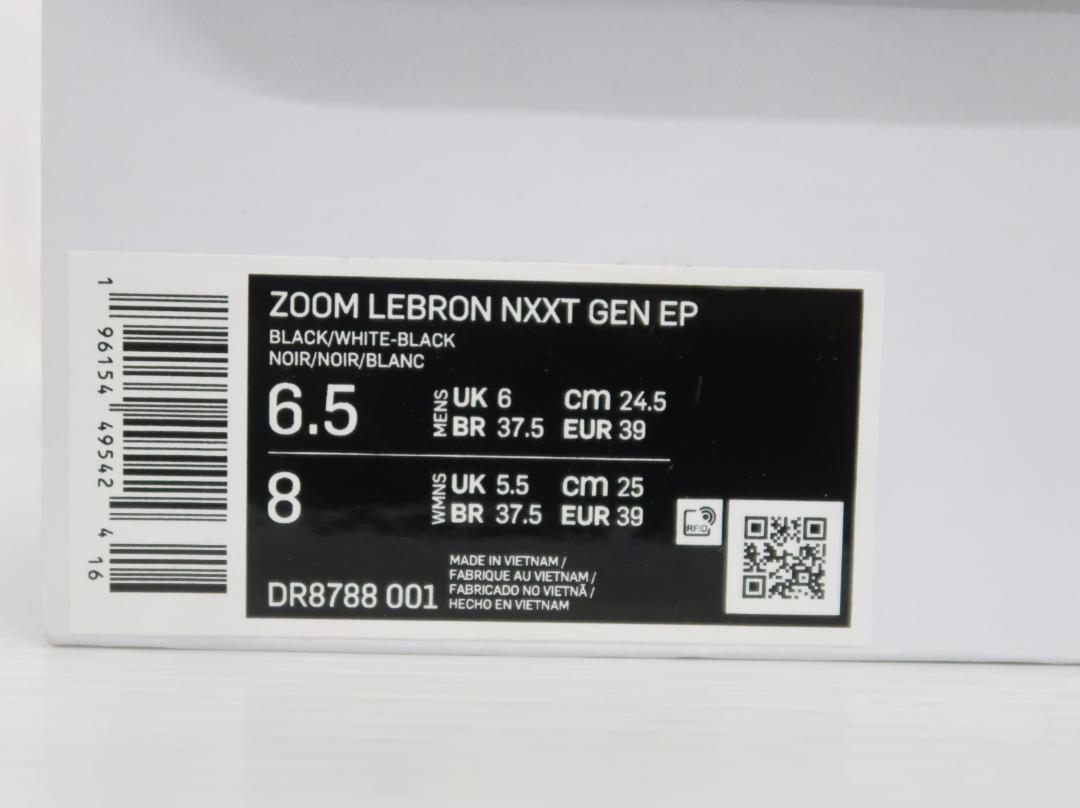 ZOOM LEBRON NXXT GEN EP
BLACK/WHITE-BLACK
NOIR/NOIR/BLANC
6.5 MENS UK 6 cm 24.5
BR 37.5 EUR 39
8 WMNS UK 5.5 cm 25
BR 37.5 EUR 39
RFID
MADE IN VIETNAM /
FABRIQUE AU VIETNAM /
FABRICADO NO VIETNÃ /
HECHO EN VIETNAM
DR8788 001
1 96154 49542 4 16